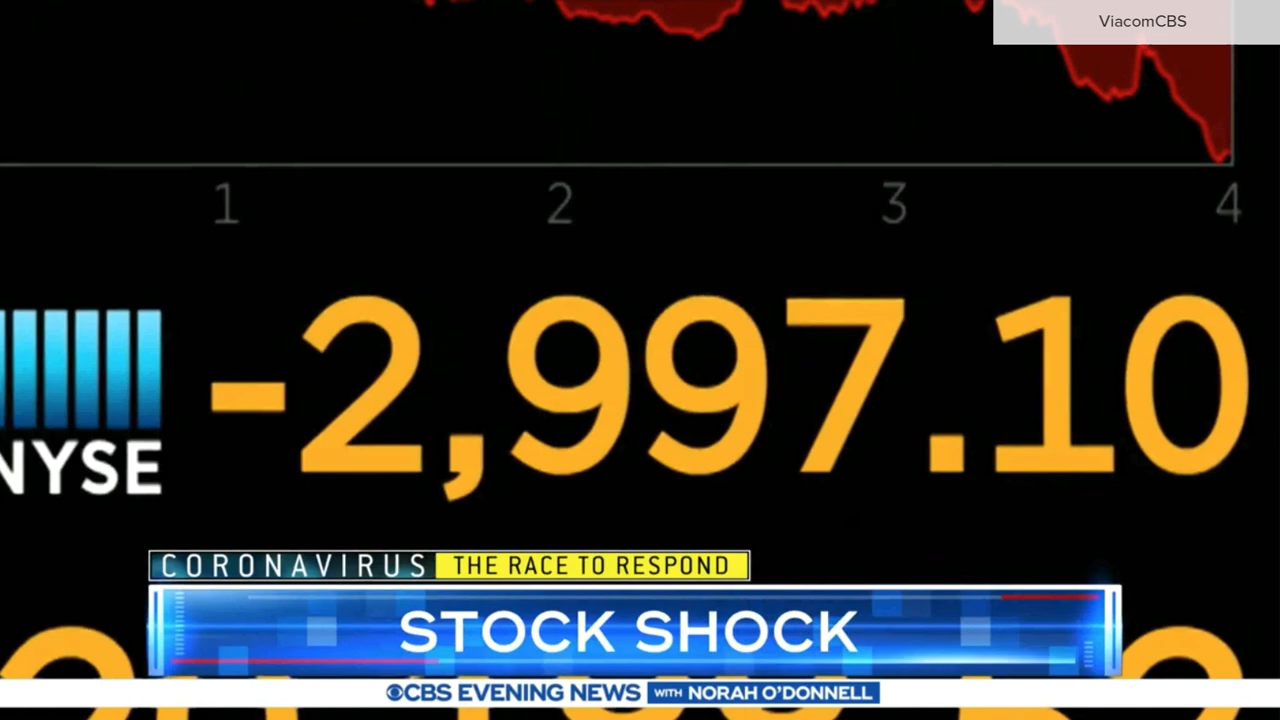 ViacomCBS
1 2 3 4
-2,997.10
NYSE
CORONAVIRUS THE RACE TO RESPOND
STOCK SHOCK
CBS EVENING NEWS WITH NORAH O'DONNELL